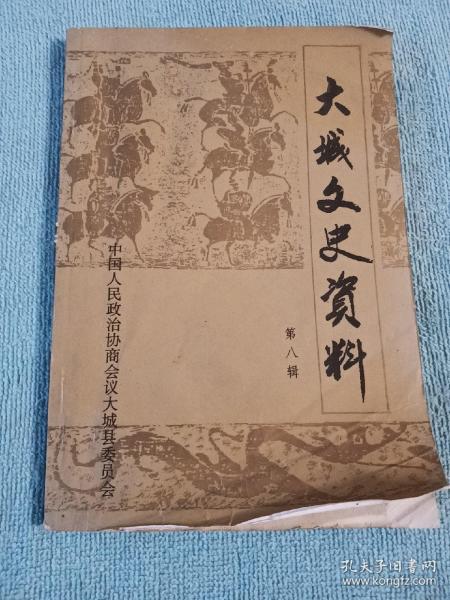 大城文史資料
第八辑
中国人民政治协商会议大城县委员会
孔夫子旧书网
www.kongfz.com